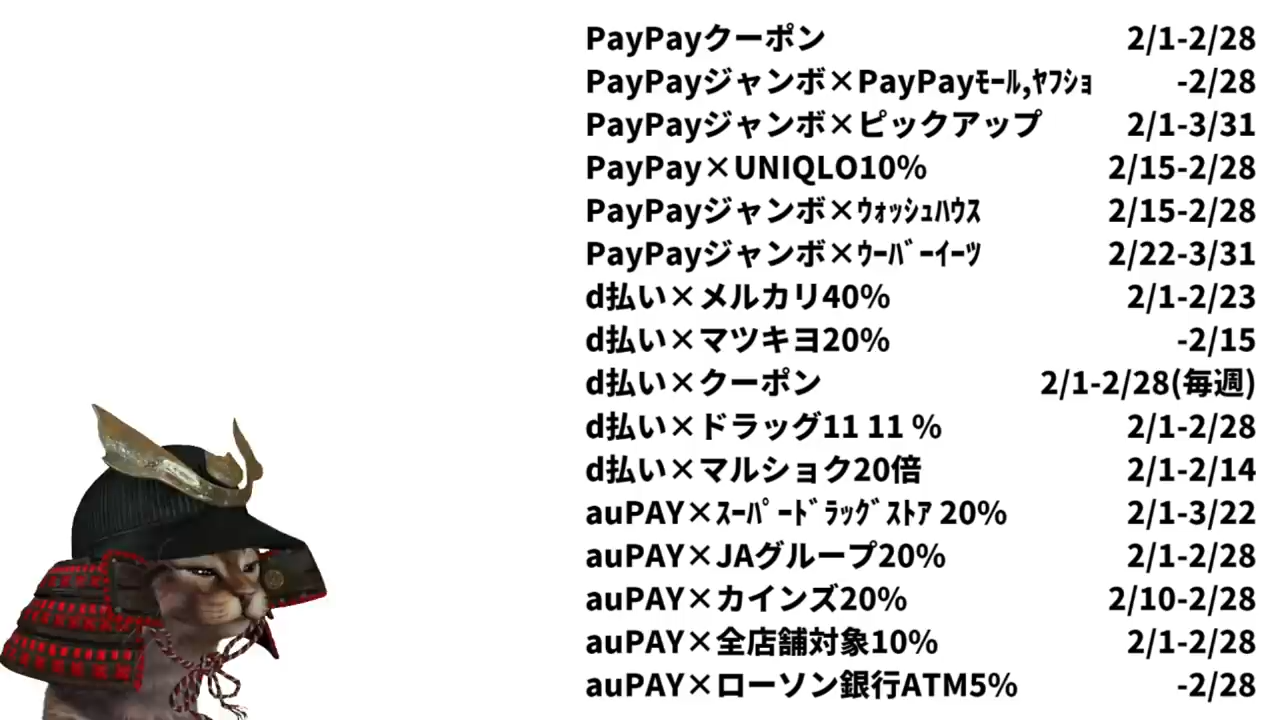 PayPayクーポン 2/1-2/28
PayPayジャンボ×PayPayﾓｰﾙ,ﾔﾌｼｮ -2/28
PayPayジャンボ×ピックアップ 2/1-3/31
PayPay×UNIQLO10% 2/15-2/28
PayPayジャンボ×ｳｫｯｼｭﾊｳｽ 2/15-2/28
PayPayジャンボ×ｳｰﾊﾞｰｲｰﾂ 2/22-3/31
d払い×メルカリ40% 2/1-2/23
d払い×マツキヨ20% -2/15
d払い×クーポン 2/1-2/28(毎週)
d払い×ドラッグ11 11 % 2/1-2/28
d払い×マルショク20倍 2/1-2/14
auPAY×ｽｰﾊﾟｰﾄﾞﾗｯｸﾞｽﾄｱ 20% 2/1-3/22
auPAY×JAグループ20% 2/1-2/28
auPAY×カインズ20% 2/10-2/28
auPAY×全店舗対象10% 2/1-2/28
auPAY×ローソン銀行ATM5% -2/28